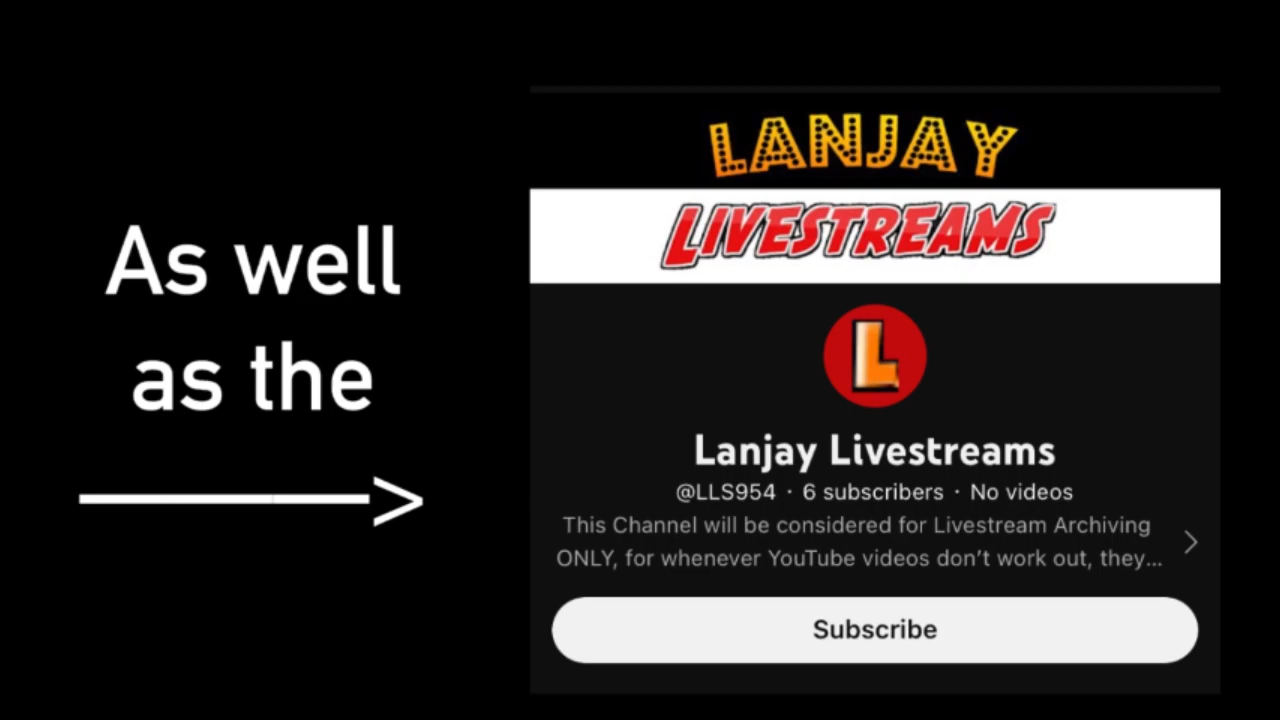 As well
as the
LANJAY
LIVESTREAMS
L
Lanjay Livestreams
@LLS954 · 6 subscribers · No videos
This Channel will be considered for Livestream Archiving
ONLY, for whenever YouTube videos don’t work out, they...
Subscribe